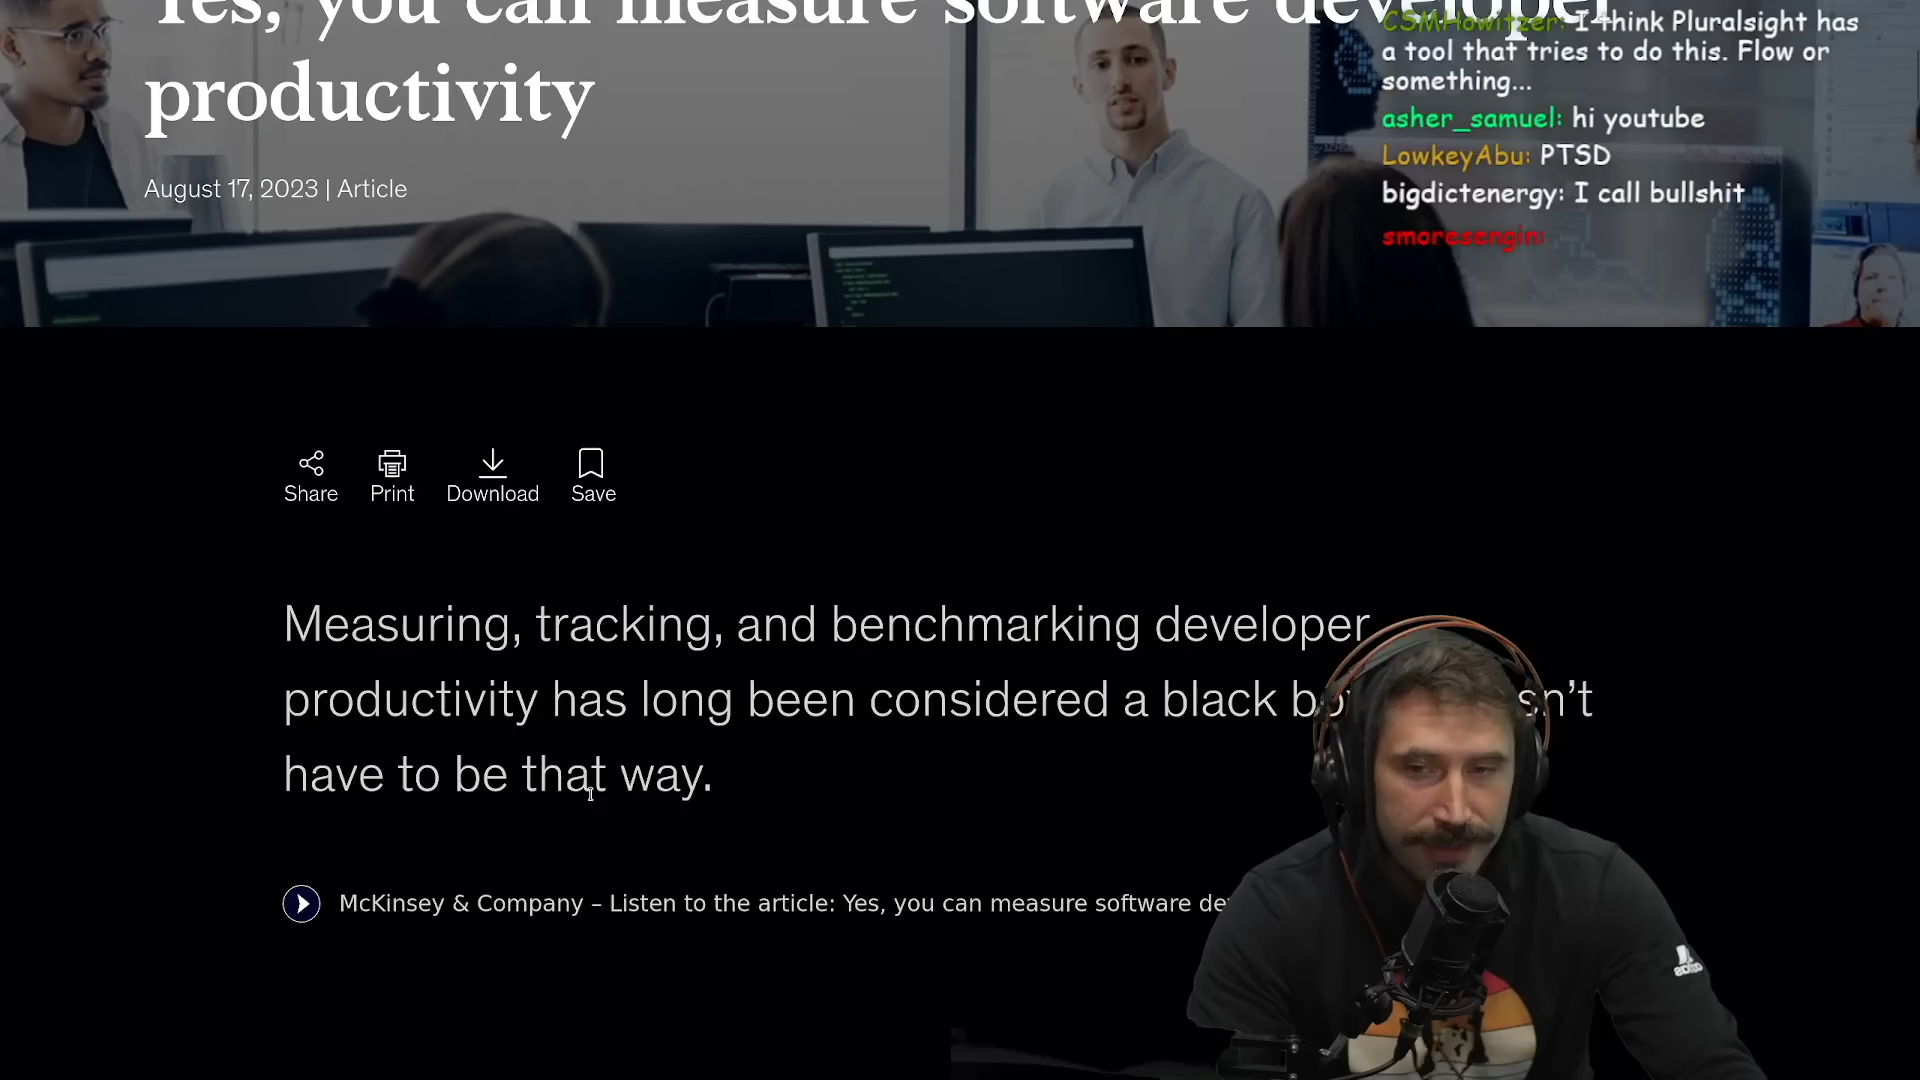 Yes, you can measure software developer
productivity
August 17, 2023 | Article
CSMHowitzer: I think Pluralsight has
a tool that tries to do this. Flow or
something...
asher_samuel: hi youtube
LowkeyAbu: PTSD
bigdictenergy: I call bullshit
smoresengin:
Share
Print
Download
Save
Measuring, tracking, and benchmarking developer
productivity has long been considered a black
have to be that way.
McKinsey & Company – Listen to the article: Yes, you can measure software
adidas